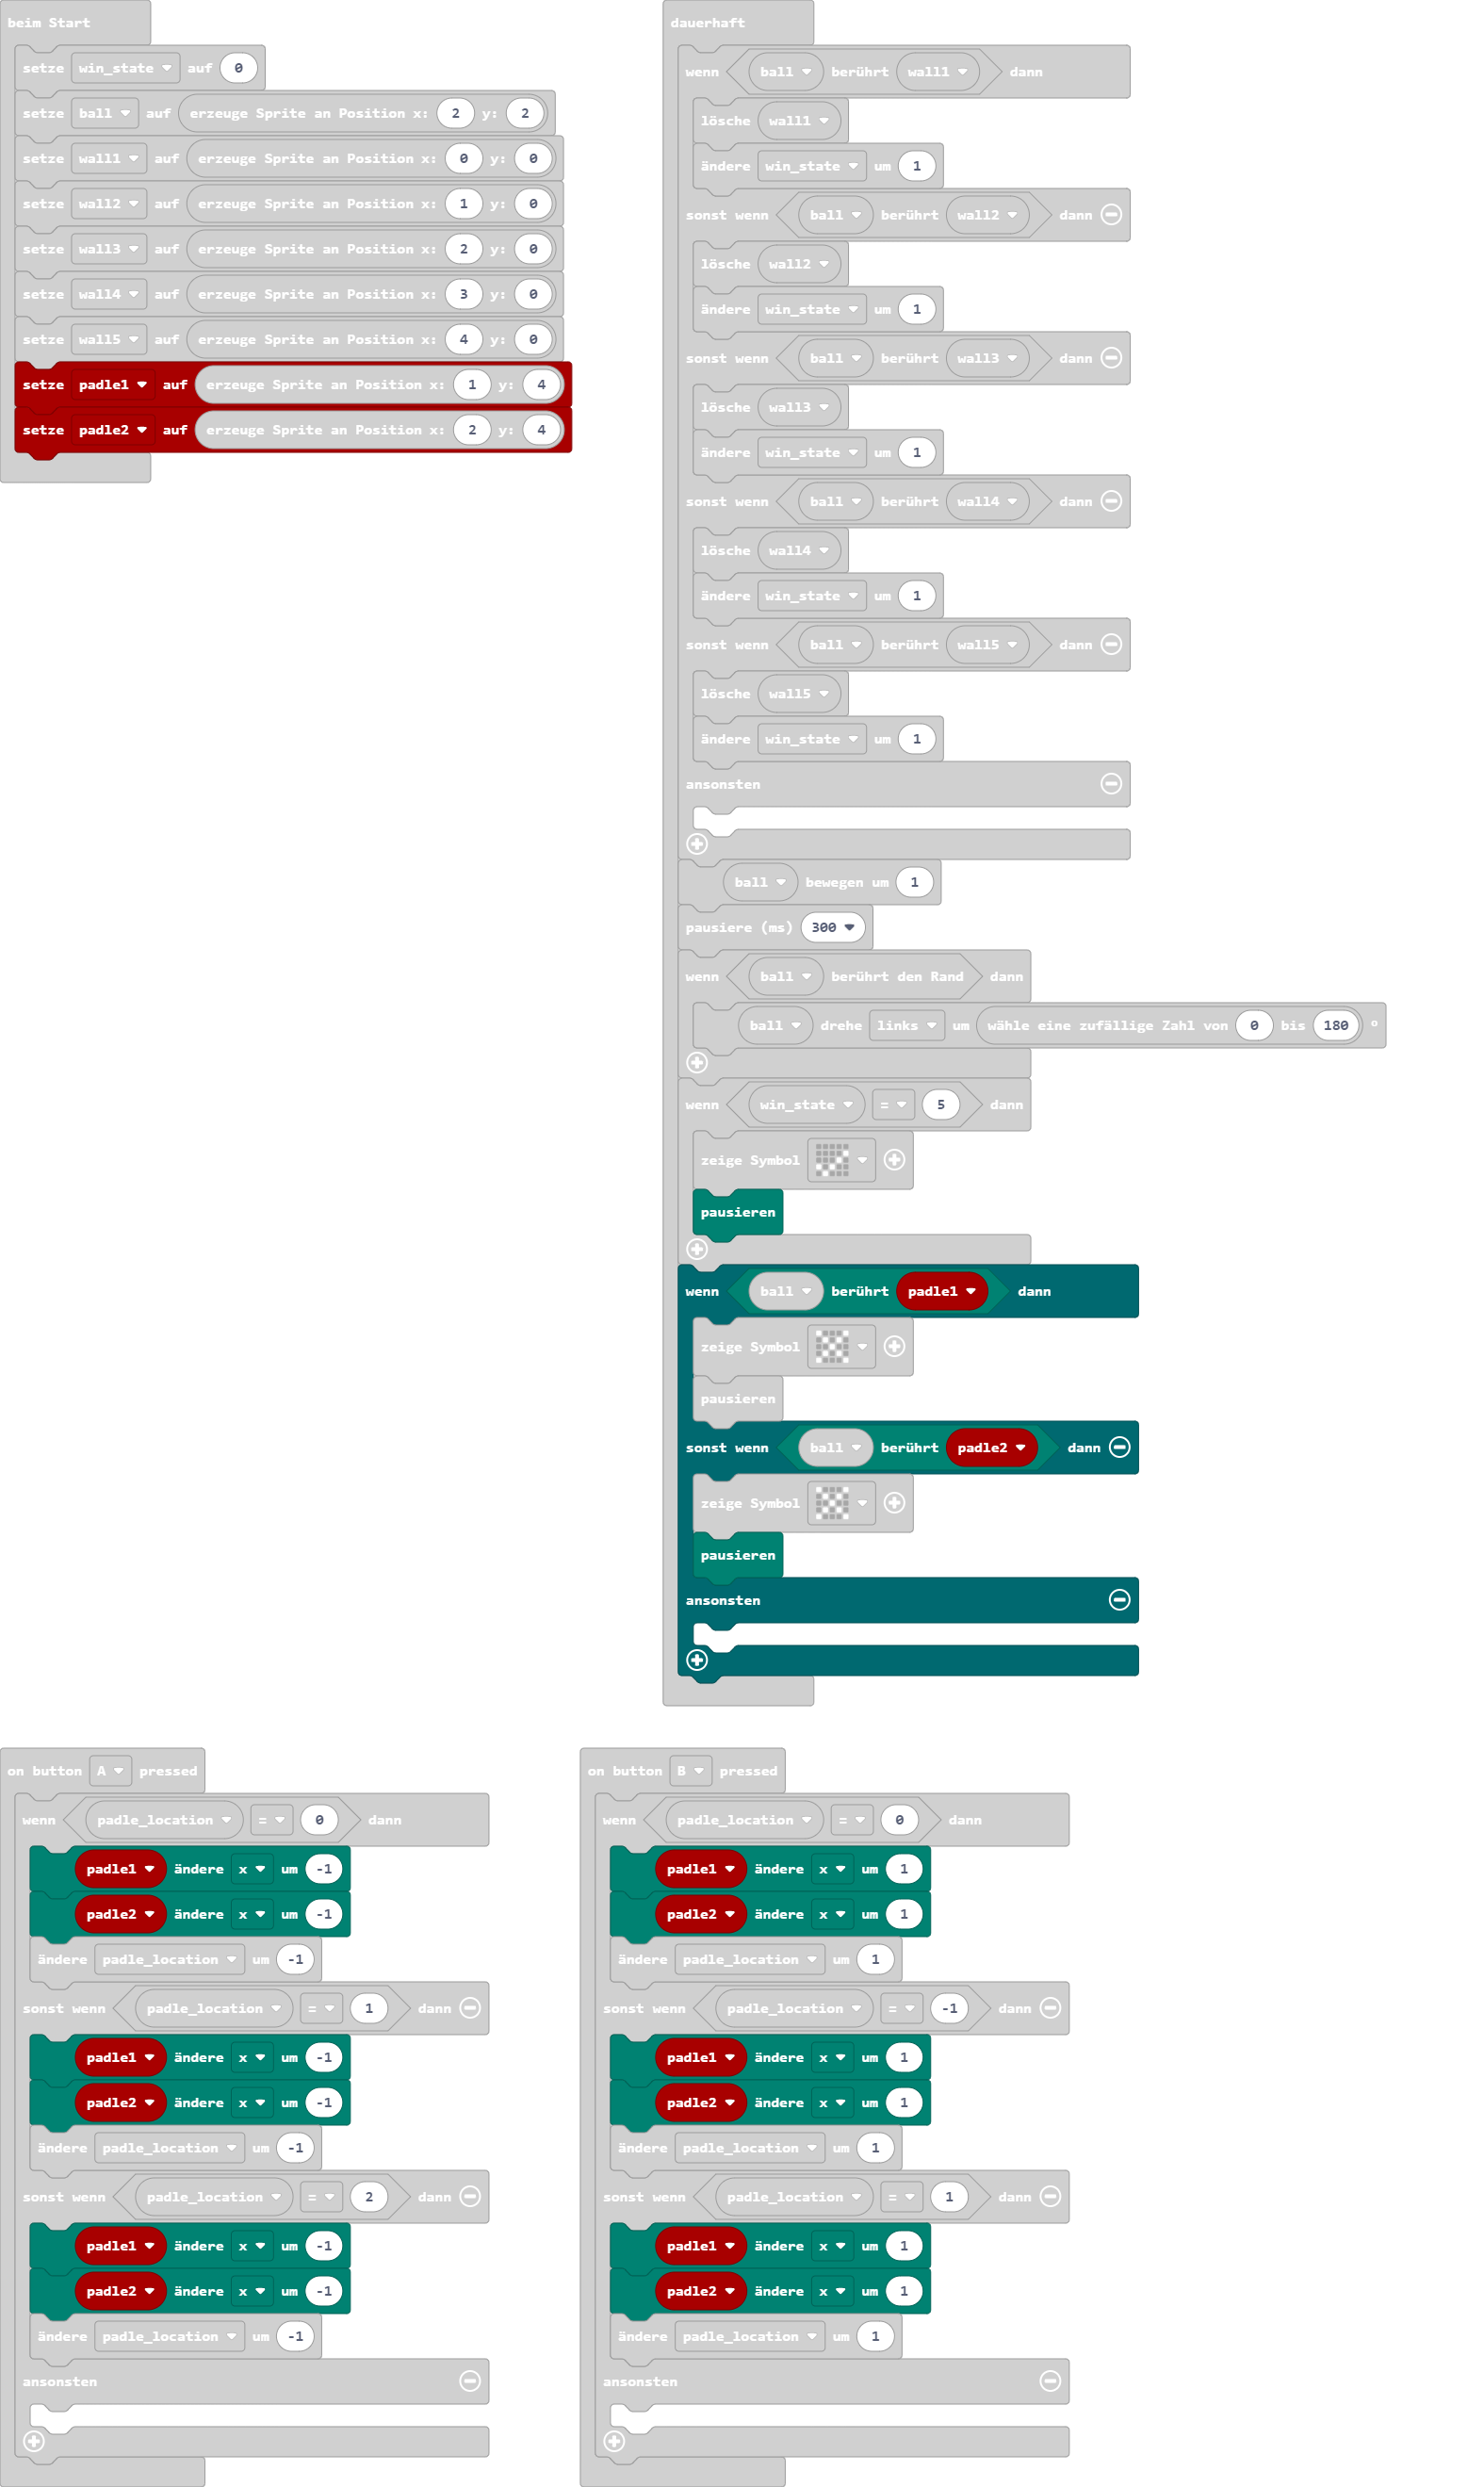 beim Start
setze win_state auf 0
setze ball auf erzeuge Sprite an Position x: 2 y: 2
setze wall1 auf erzeuge Sprite an Position x: 0 y: 0
setze wall2 auf erzeuge Sprite an Position x: 1 y: 0
setze wall3 auf erzeuge Sprite an Position x: 2 y: 0
setze wall4 auf erzeuge Sprite an Position x: 3 y: 0
setze wall5 auf erzeuge Sprite an Position x: 4 y: 0
setze padle1 auf erzeuge Sprite an Position x: 1 y: 4
setze padle2 auf erzeuge Sprite an Position x: 2 y: 4
dauerhaft
wenn ball berührt wall1 dann
lösche wall1
ändere win_state um 1
sonst wenn ball berührt wall2 dann
lösche wall2
ändere win_state um 1
sonst wenn ball berührt wall3 dann
lösche wall3
ändere win_state um 1
sonst wenn ball berührt wall4 dann
lösche wall4
ändere win_state um 1
sonst wenn ball berührt wall5 dann
lösche wall5
ändere win_state um 1
ansonsten
ball bewegen um 1
pausiere (ms) 300
wenn ball berührt den Rand dann
ball drehe links um wähle eine zufällige Zahl von 0 bis 180 °
wenn win_state = 5 dann
zeige Symbol
pausieren
wenn ball berührt padle1 dann
zeige Symbol
pausieren
sonst wenn ball berührt padle2 dann
zeige Symbol
pausieren
ansonsten
on button A pressed
wenn padle_location = 0 dann
padle1 ändere x um -1
padle2 ändere x um -1
ändere padle_location um -1
sonst wenn padle_location = 1 dann
padle1 ändere x um -1
padle2 ändere x um -1
ändere padle_location um -1
sonst wenn padle_location = 2 dann
padle1 ändere x um -1
padle2 ändere x um -1
ändere padle_location um -1
ansonsten
on button B pressed
wenn padle_location = 0 dann
padle1 ändere x um 1
padle2 ändere x um 1
ändere padle_location um 1
sonst wenn padle_location = -1 dann
padle1 ändere x um 1
padle2 ändere x um 1
ändere padle_location um 1
sonst wenn padle_location = 1 dann
padle1 ändere x um 1
padle2 ändere x um 1
ändere padle_location um 1
ansonsten